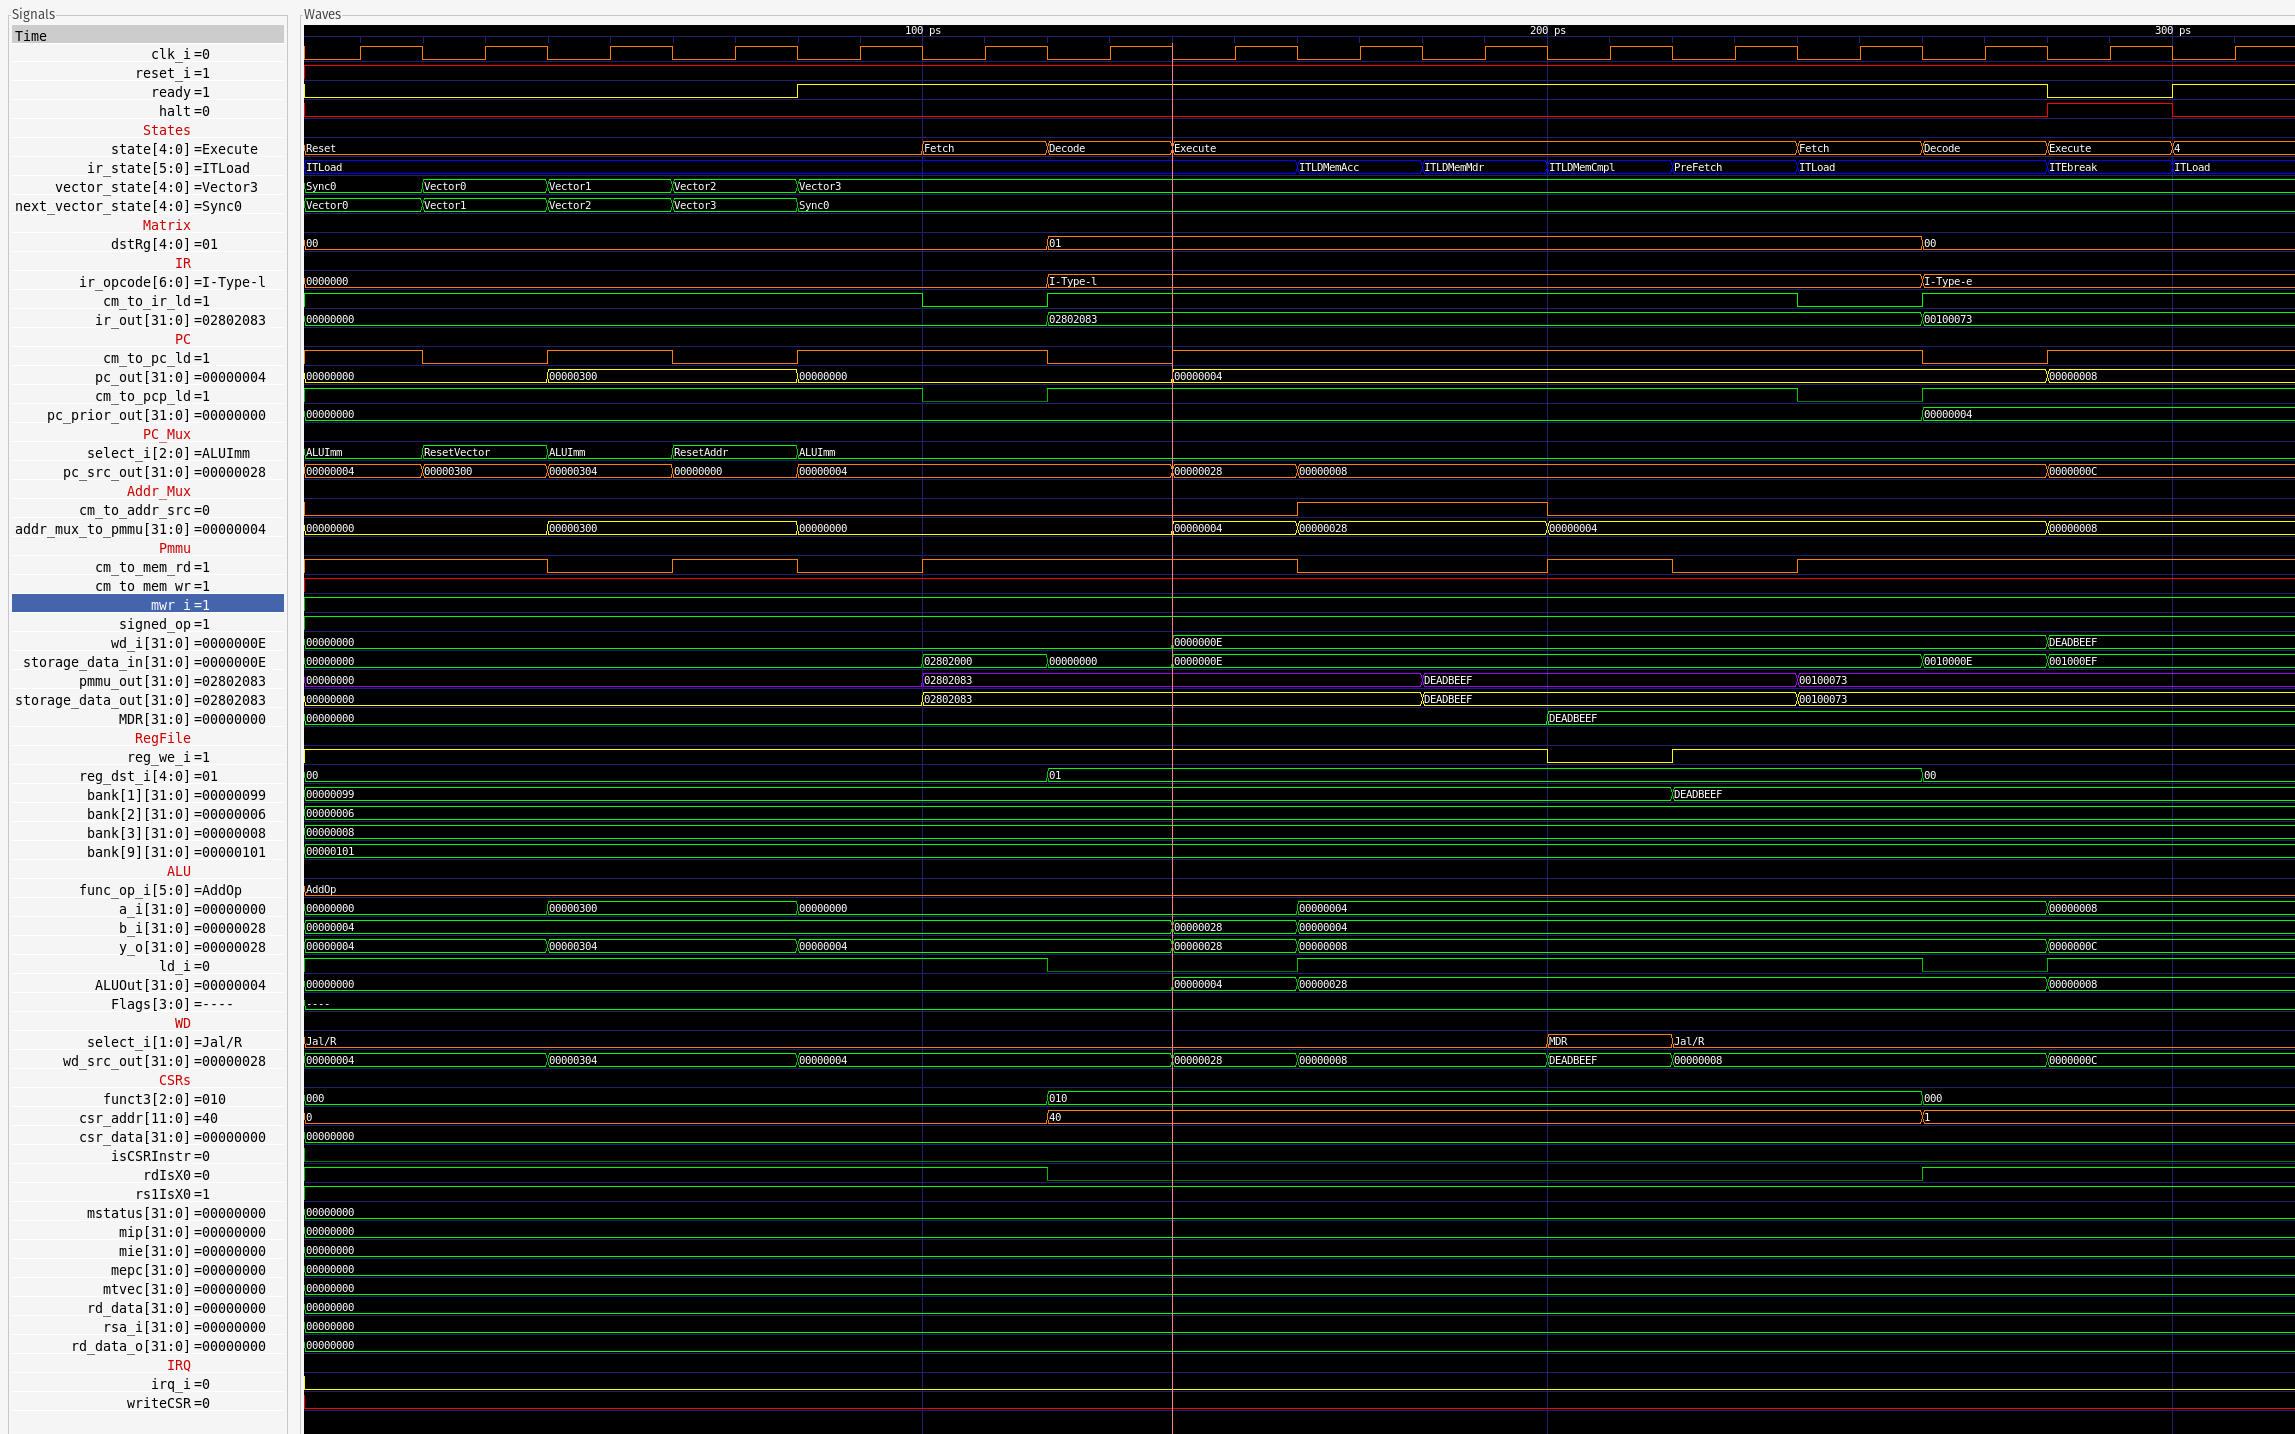 Signals Waves
Time 100 ps 200 ps 300 ps
clk_i=0
reset_i=1
ready=1
halt=0
States
state[4:0]=Execute Reset Fetch Decode Execute Fetch Decode Execute 4
ir_state[5:0]=ITLoad ITLoad ITLDMemAcc ITLDMemMdr ITLDMemCmpl PreFetch ITLoad ITEbreak ITLoad
vector_state[4:0]=Vector3 Sync0 Vector0 Vector1 Vector2 Vector3
next_vector_state[4:0]=Sync0 Vector0 Vector1 Vector2 Vector3 Sync0
Matrix
dstRg[4:0]=01 00 01 00
IR
ir_opcode[6:0]=I-Type-l 0000000 I-Type-l I-Type-e
cm_to_ir_ld=1
ir_out[31:0]=02802083 00000000 02802083 00100073
PC
cm_to_pc_ld=1
pc_out[31:0]=00000004 00000000 00000300 00000000 00000004 00000008
cm_to_pcp_ld=1
pc_prior_out[31:0]=00000000 00000000 00000004
PC_Mux
select_i[2:0]=ALUImm ALUImm ResetVector ALUImm ResetAddr ALUImm
pc_src_out[31:0]=00000028 00000004 00000300 00000304 00000000 00000004 00000028 00000008 0000000C
Addr_Mux
cm_to_addr_src=0
addr_mux_to_pmmu[31:0]=00000004 00000000 00000300 00000000 00000004 00000028 00000004 00000008
Pmmu
cm_to_mem_rd=1
cm_to_mem_wr=1
mwr_i=1
signed_op=1
wd_i[31:0]=0000000E 00000000 0000000E DEADBEEF
storage_data_in[31:0]=0000000E 00000000 02802000 00000000 0000000E 0010000E 001000EF
pmmu_out[31:0]=02802083 00000000 02802083 DEADBEEF 00100073
storage_data_out[31:0]=02802083 00000000 02802083 DEADBEEF 00100073
MDR[31:0]=00000000 00000000 DEADBEEF
RegFile
reg_we_i=1
reg_dst_i[4:0]=01 00 01 00
bank[1][31:0]=00000099 00000099 DEADBEEF
bank[2][31:0]=00000006 00000006
bank[3][31:0]=00000008 00000008
bank[9][31:0]=00000101 00000101
ALU
func_op_i[5:0]=AddOp AddOp
a_i[31:0]=00000000 00000000 00000300 00000000 00000004 00000008
b_i[31:0]=00000028 00000004 00000028 00000004
y_o[31:0]=00000028 00000004 00000304 00000004 00000028 00000008 0000000C
ld_i=0
ALUOut[31:0]=00000004 00000000 00000004 00000028 00000008
Flags[3:0]=---- ----
WD
select_i[1:0]=Jal/R Jal/R MDR Jal/R
wd_src_out[31:0]=00000028 00000004 00000304 00000004 00000028 00000008 DEADBEEF 00000008 0000000C
CSRs
funct3[2:0]=010 000 010 000
csr_addr[11:0]=40 0 40 1
csr_data[31:0]=00000000 00000000
isCSRInstr=0
rdIsX0=0
rs1IsX0=1
mstatus[31:0]=00000000 00000000
mip[31:0]=00000000 00000000
mie[31:0]=00000000 00000000
mepc[31:0]=00000000 00000000
mtvec[31:0]=00000000 00000000
rd_data[31:0]=00000000 00000000
rsa_i[31:0]=00000000 00000000
rd_data_o[31:0]=00000000 00000000
IRQ
irq_i=0
writeCSR=0